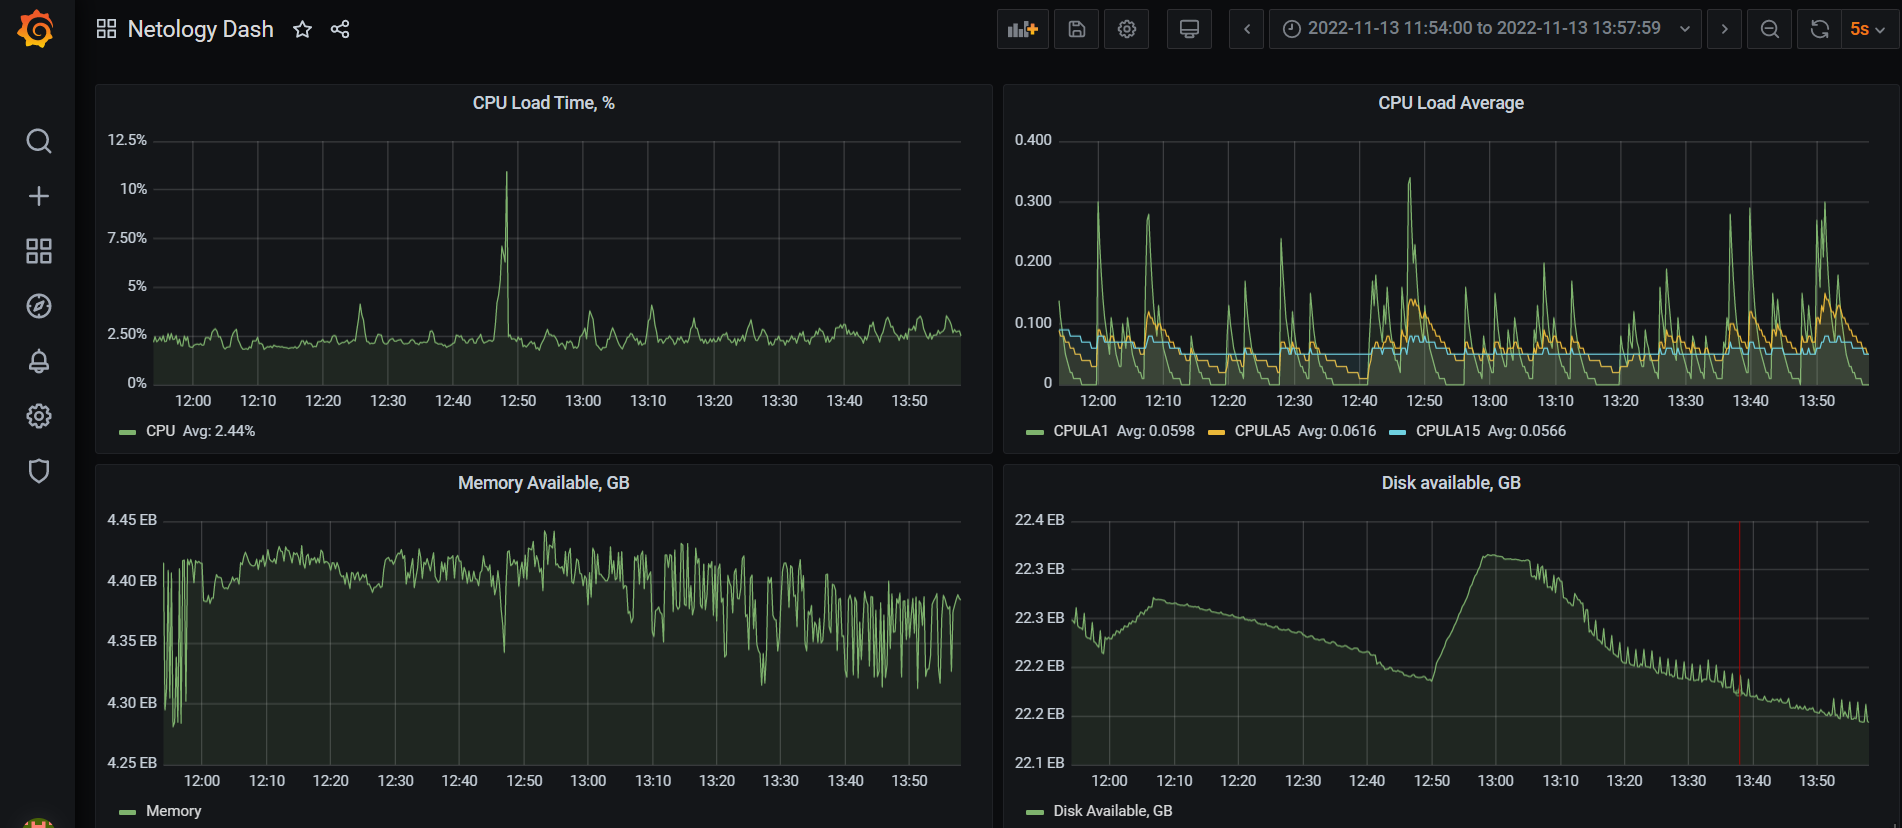 Netology Dash
2022-11-13 11:54:00 to 2022-11-13 13:57:59
5s
CPU Load Time, %
12.5%
10%
7.50%
5%
2.50%
0%
12:00 12:10 12:20 12:30 12:40 12:50 13:00 13:10 13:20 13:30 13:40 13:50
CPU Avg: 2.44%
CPU Load Average
0.400
0.300
0.200
0.100
0
12:00 12:10 12:20 12:30 12:40 12:50 13:00 13:10 13:20 13:30 13:40 13:50
CPULA1 Avg: 0.0598 CPULA5 Avg: 0.0616 CPULA15 Avg: 0.0566
Memory Available, GB
4.45 EB
4.40 EB
4.35 EB
4.30 EB
4.25 EB
12:00 12:10 12:20 12:30 12:40 12:50 13:00 13:10 13:20 13:30 13:40 13:50
Memory
Disk available, GB
22.4 EB
22.3 EB
22.3 EB
22.2 EB
22.2 EB
22.1 EB
12:00 12:10 12:20 12:30 12:40 12:50 13:00 13:10 13:20 13:30 13:40 13:50
Disk Available, GB